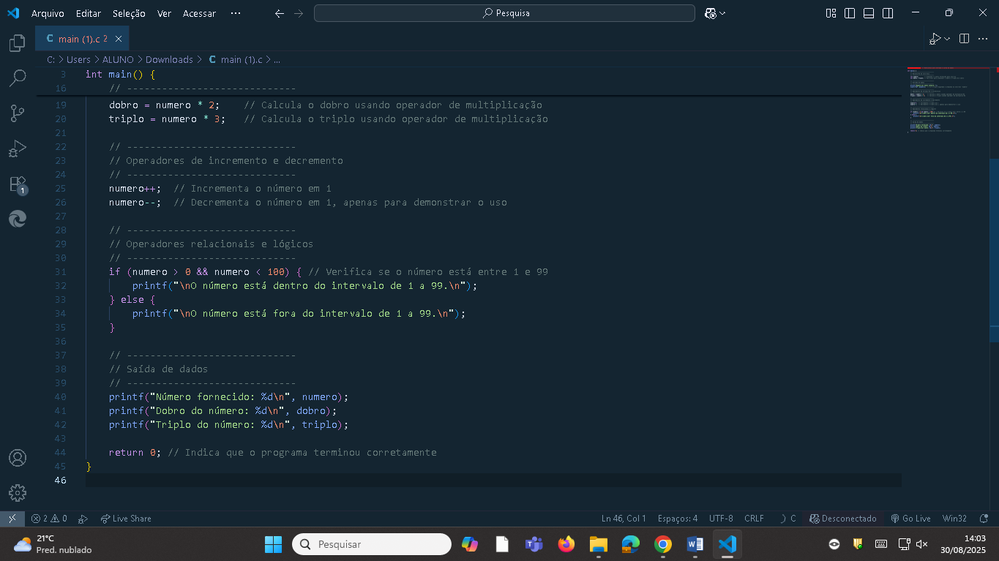 Arquivo Editar Seleção Ver Acessar ··· Pesquisa
C main (1).c 2
C: > Users > ALUNO > Downloads > C main (1).c > ...
3 int main() {
16 // -----------------------------
19 dobro = numero * 2; // Calcula o dobro usando operador de multiplicação
20 triplo = numero * 3; // Calcula o triplo usando operador de multiplicação
21
22 // -----------------------------
23 // Operadores de incremento e decremento
24 // -----------------------------
25 numero++; // Incrementa o número em 1
26 numero--; // Decrementa o número em 1, apenas para demonstrar o uso
27
28 // -----------------------------
29 // Operadores relacionais e lógicos
30 // -----------------------------
31 if (numero > 0 && numero < 100) { // Verifica se o número está entre 1 e 99
32 printf("\nO número está dentro do intervalo de 1 a 99.\n");
33 } else {
34 printf("\nO número está fora do intervalo de 1 a 99.\n");
35 }
36
37 // -----------------------------
38 // Saída de dados
39 // -----------------------------
40 printf("Número fornecido: %d\n", numero);
41 printf("Dobro do número: %d\n", dobro);
42 printf("Triplo do número: %d\n", triplo);
43
44 return 0; // Indica que o programa terminou corretamente
45 }
46
1
2 0 Live Share Ln 46, Col 1 Espaços: 4 UTF-8 CRLF C Desconectado Go Live Win32
21°C
Pred. nublado
Pesquisar
14:03
30/08/2025